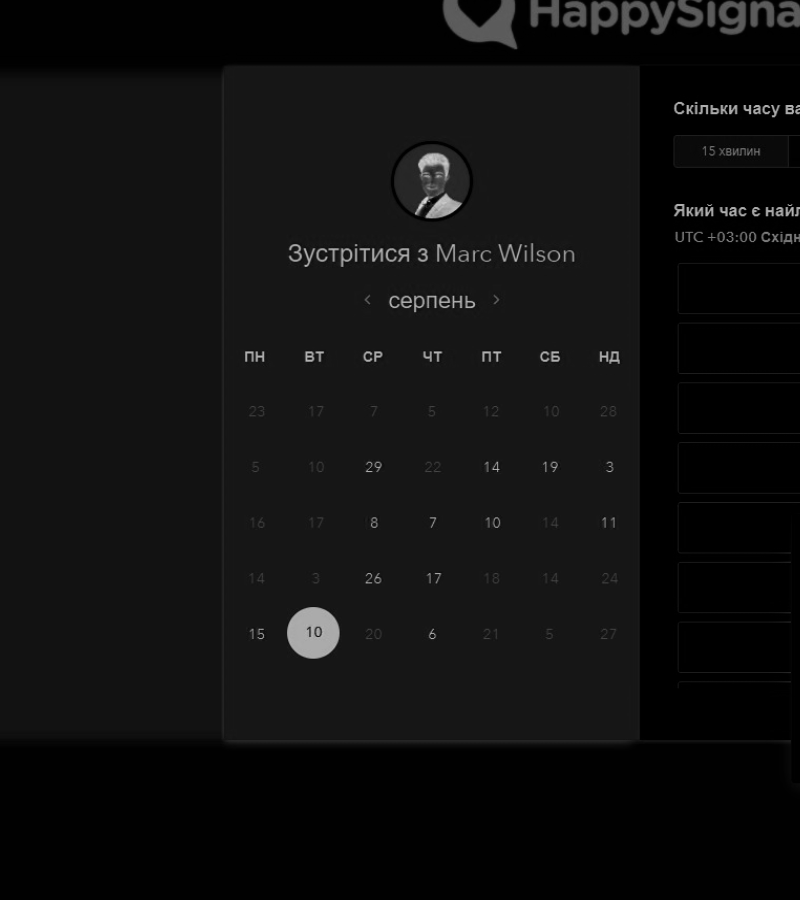 HappySigna
Зустрітися з Marc Wilson
серпень
ПН ВТ СР ЧТ ПТ СБ НД
23 17 7 5 12 10 28
5 10 29 22 14 19 3
16 17 8 7 10 14 11
14 3 26 17 18 14 24
15 10 20 6 21 5 27
Скільки часу ва
15 хвилин
Який час є найл
UTC +03:00 Східн